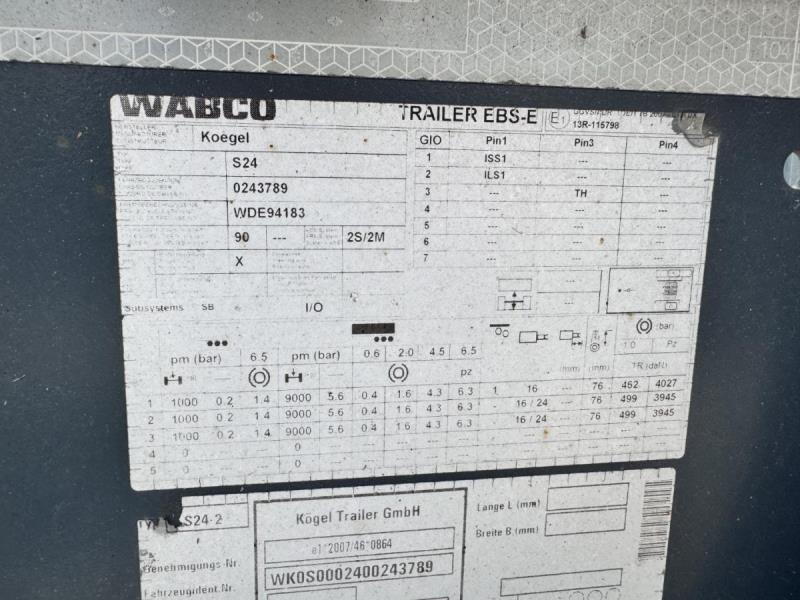 WABCO TRAILER EBS-E E1
13R-115798
Koegel
S24
0243789
WDE94183
90 --- 2S/2M
X
GIO Pin1 Pin3 Pin4
1 ISS1 --- ---
2 ILS1 --- ---
3 --- TH ---
4 --- --- ---
5 --- --- ---
6 --- --- ---
7 --- --- ---
Subsystems SB I/O
pm (bar) 6.5 pm (bar) --- 0.6 2.0 4.5 6.5 (mm) (mm) 1.0 Pz
pz TR (daN)
1 1000 0.2 1.4 9000 5.6 0.4 1.6 4.3 6.3 1 16 --- 76 462 4027
2 1000 0.2 1.4 9000 5.6 0.4 1.6 4.3 6.3 16 / 24 --- 76 499 3945
3 1000 0.2 1.4 9000 5.6 0.4 1.6 4.3 6.3 16 / 24 --- 76 499 3945
4 0 0
5 0 0
S24-2
Kögel Trailer GmbH
e1*2007/46*0864
Genehmigungs-Nr.
WK0S0002400243789
Fahrzeugident.-Nr.
Länge L (mm)
Breite B (mm)